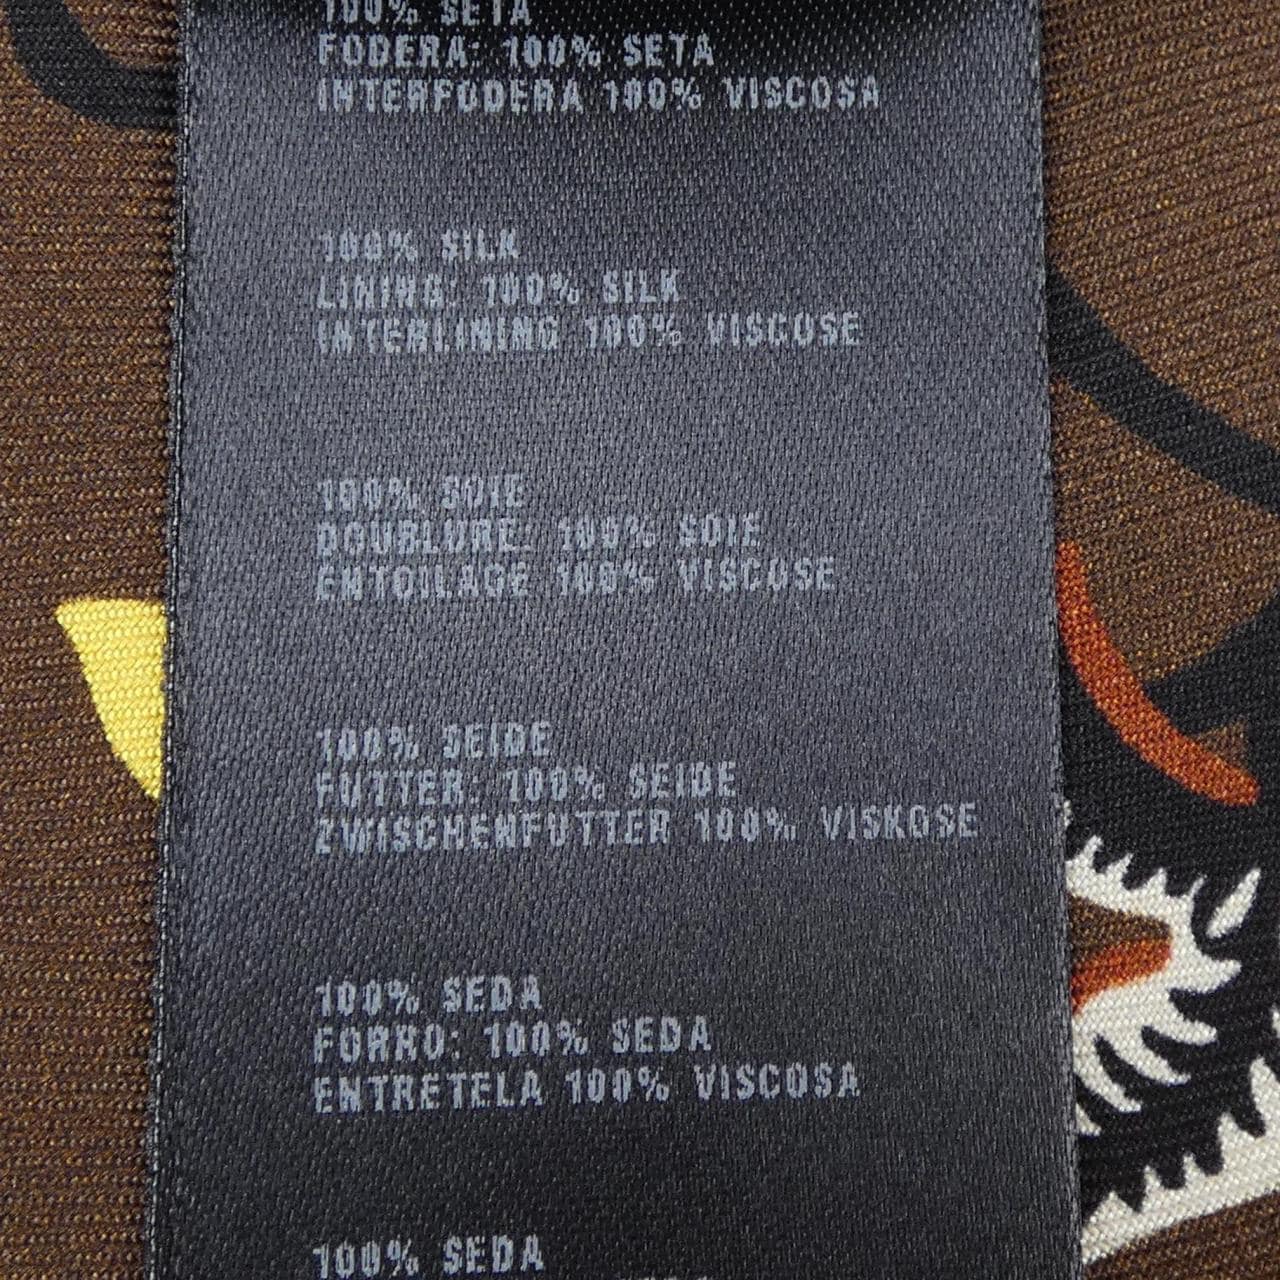 100% SETA
FODERA: 100% SETA
INTERFODERA 100% VISCOSA
100% SILK
LINING: 100% SILK
INTERLINING 100% VISCOSE
100% SOIE
DOUBLURE: 100% SOIE
ENTOILAGE 100% VISCOSE
100% SEIDE
FUTTER: 100% SEIDE
ZWISCHENFUTTER 100% VISKOSE
100% SEDA
FORRO: 100% SEDA
ENTRETELA 100% VISCOSA
100% SEDA